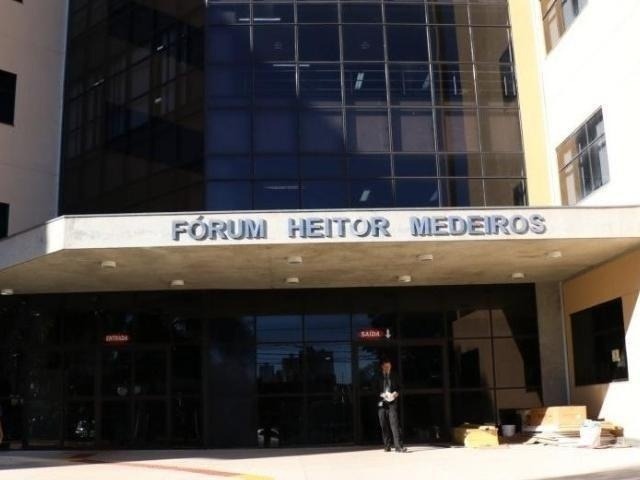 FÓRUM HEITOR MEDEIROS
ENTRADA
SAÍDA